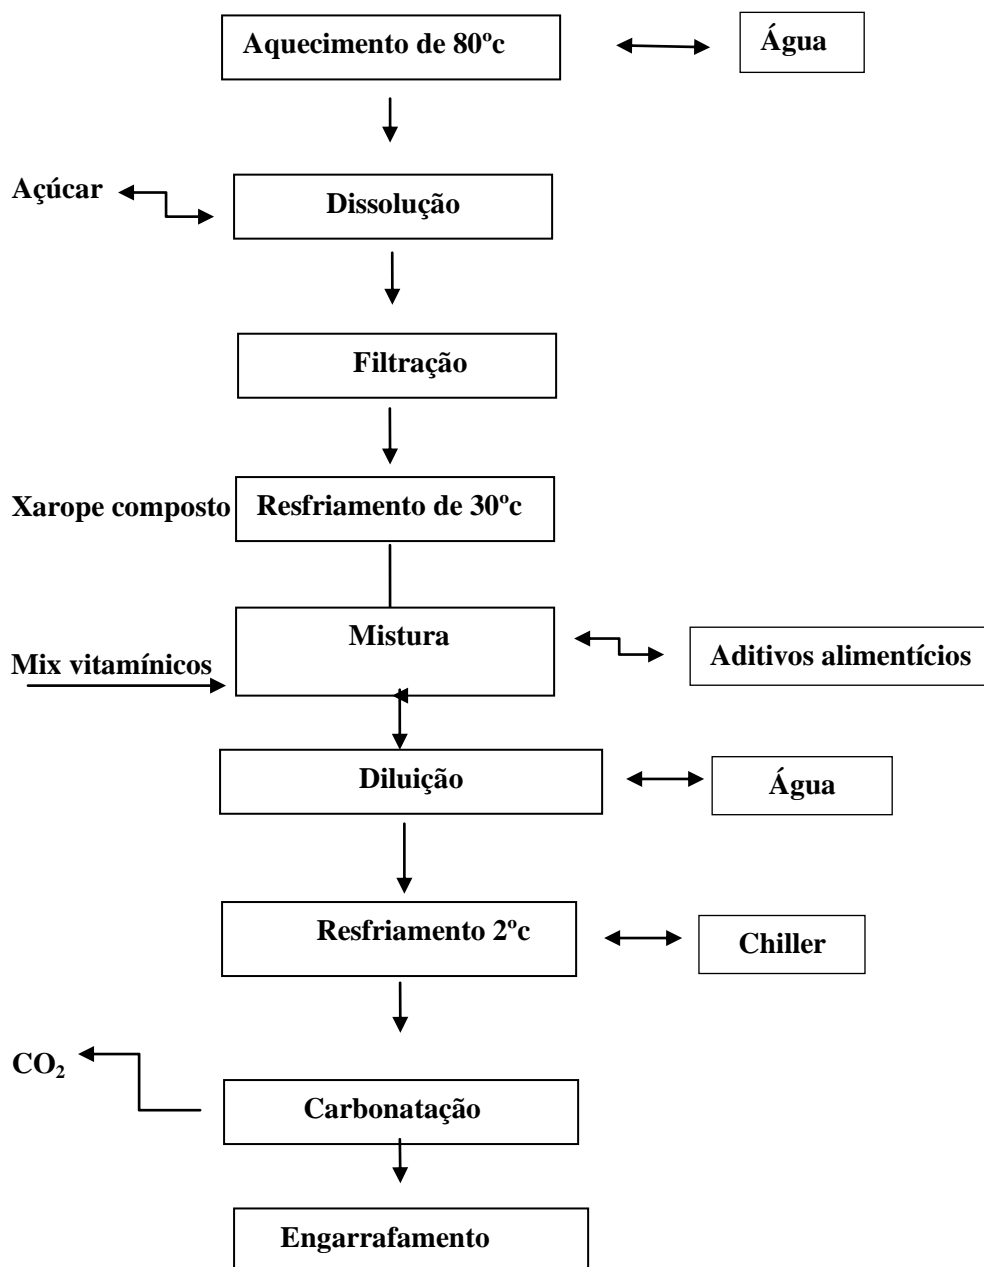 Aquecimento de 80ºc
Água
Açúcar
Dissolução
Filtração
Xarope composto
Resfriamento de 30ºc
Mistura
Mix vitamínicos
Aditivos alimentícios
Diluição
Água
Resfriamento 2ºc
Chiller
CO₂
Carbonatação
Engarrafamento